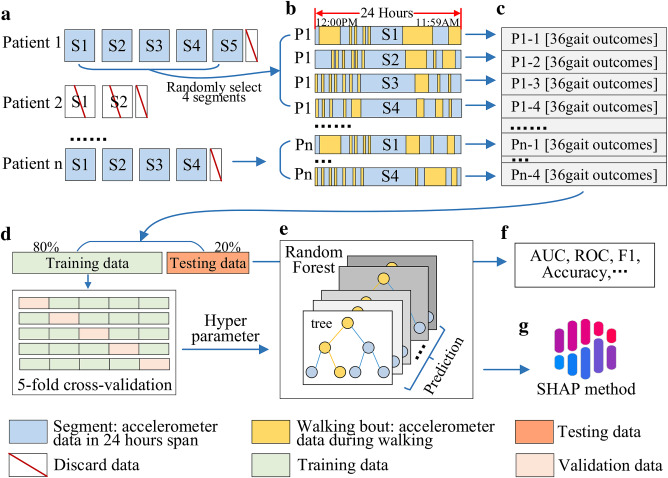 a
Patient 1
S1 S2 S3 S4 S5
Randomly select
4 segments
Patient 2
S1 S2
......
Patient n
S1 S2 S3 S4
b
24 Hours
12:00PM 11:59AM
P1 S1
P1 S2
P1 S3
P1 S4
......
Pn S1
...
Pn S4
c
P1-1 [36gait outcomes]
P1-2 [36gait outcomes]
P1-3 [36gait outcomes]
P1-4 [36gait outcomes]
......
Pn-1 [36gait outcomes]
...
Pn-4 [36gait outcomes]
d
80% 20%
Training data Testing data
5-fold cross-validation
Hyper
parameter
e
Random
Forest
tree
...
Prediction
f
AUC, ROC, F1,
Accuracy,...
g
SHAP method
Segment: accelerometer
data in 24 hours span
Walking bout: accelerometer
data during walking
Testing data
Discard data
Training data
Validation data